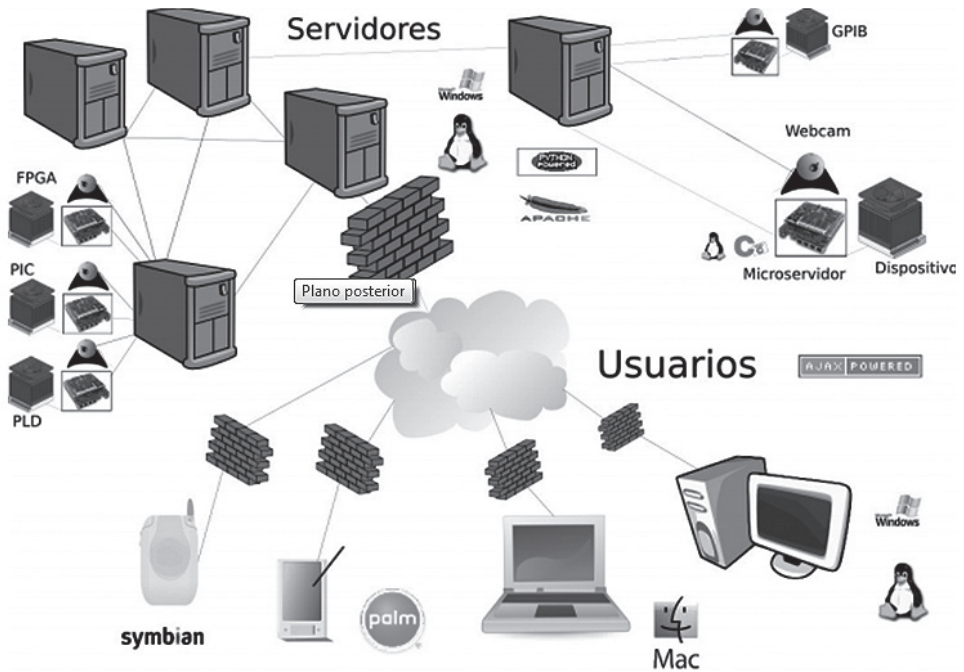 Servidores
GPIB
Microsoft
Windows
PYTHON
powered
APACHE
Webcam
FPGA
PIC
PLD
Microservidor
Dispositivo
Plano posterior
Usuarios
AJAX POWERED
Windows
symbian
palm
Mac